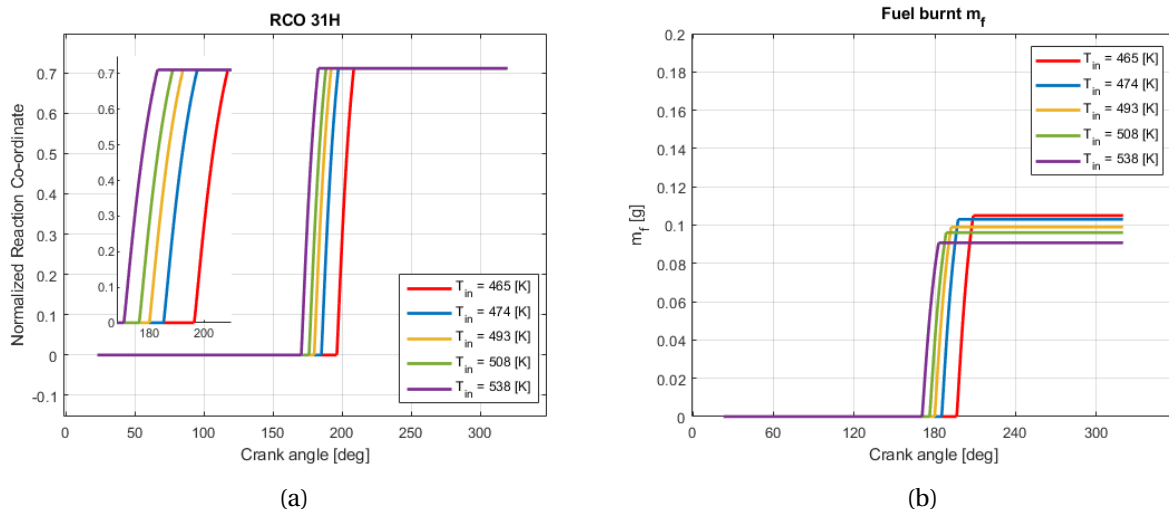 RCO 31H
Normalized Reaction Co-ordinate
0.7
0.6
0.5
0.4
0.3
0.2
0.1
0
-0.1
0.7
0.6
0.5
0.4
0.3
0.2
0.1
0
180
200
T_in = 465 [K]
T_in = 474 [K]
T_in = 493 [K]
T_in = 508 [K]
T_in = 538 [K]
0
50
100
150
200
250
300
Crank angle [deg]
(a)
Fuel burnt m_f
m_f [g]
0.2
0.18
0.16
0.14
0.12
0.1
0.08
0.06
0.04
0.02
0
T_in = 465 [K]
T_in = 474 [K]
T_in = 493 [K]
T_in = 508 [K]
T_in = 538 [K]
0
60
120
180
240
300
Crank angle [deg]
(b)